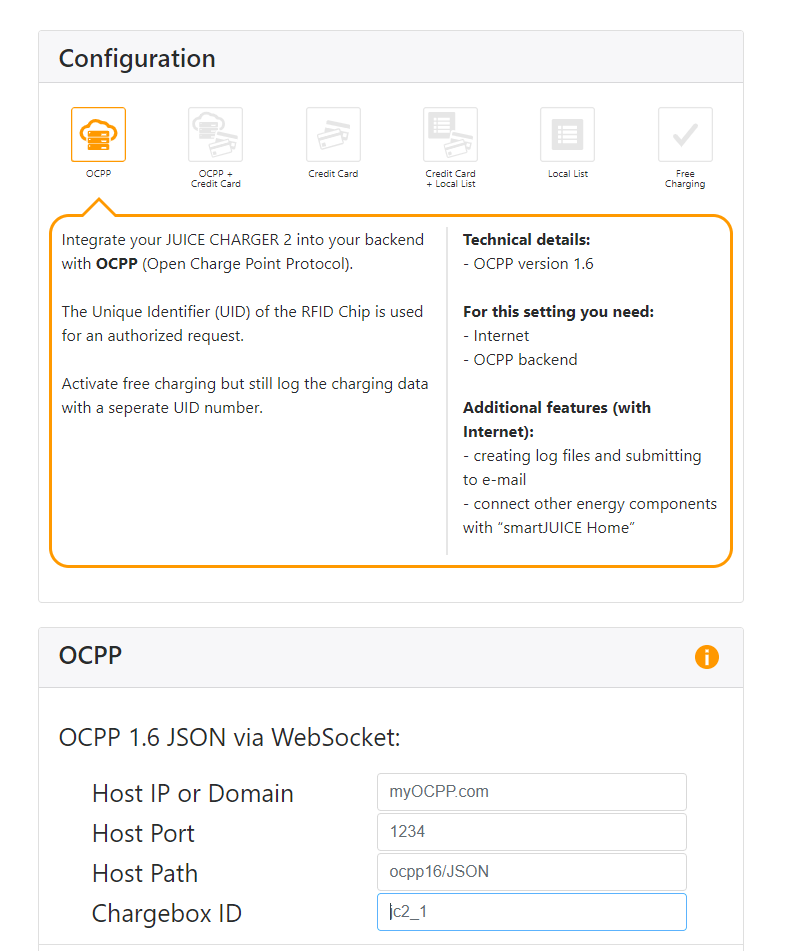 Configuration
OCPP
OCPP +
Credit Card
Credit Card
Credit Card
+ Local List
Local List
Free
Charging
Integrate your JUICE CHARGER 2 into your backend
with OCPP (Open Charge Point Protocol).
The Unique Identifier (UID) of the RFID Chip is used
for an authorized request.
Activate free charging but still log the charging data
with a seperate UID number.
Technical details:
- OCPP version 1.6
For this setting you need:
- Internet
- OCPP backend
Additional features (with
Internet):
- creating log files and submitting
to e-mail
- connect other energy components
with “smartJUICE Home”
OCPP
i
OCPP 1.6 JSON via WebSocket:
Host IP or Domain
myOCPP.com
Host Port
1234
Host Path
ocpp16/JSON
Chargebox ID
jc2_1